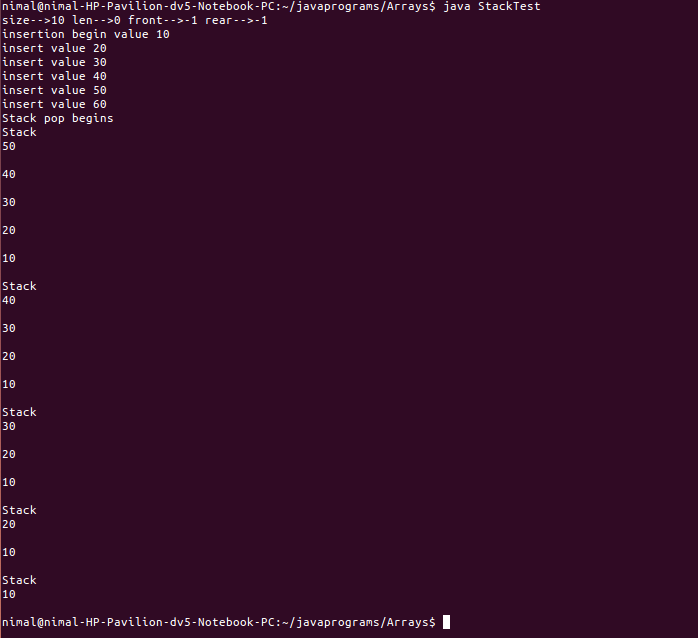 nimal@nimal-HP-Pavilion-dv5-Notebook-PC:~/javaprograms/Arrays$ java StackTest
size-->10 len-->0 front-->-1 rear-->-1
insertion begin value 10
insert value 20
insert value 30
insert value 40
insert value 50
insert value 60
Stack pop begins
Stack
50
40
30
20
10
Stack
40
30
20
10
Stack
30
20
10
Stack
20
10
Stack
10
nimal@nimal-HP-Pavilion-dv5-Notebook-PC:~/javaprograms/Arrays$